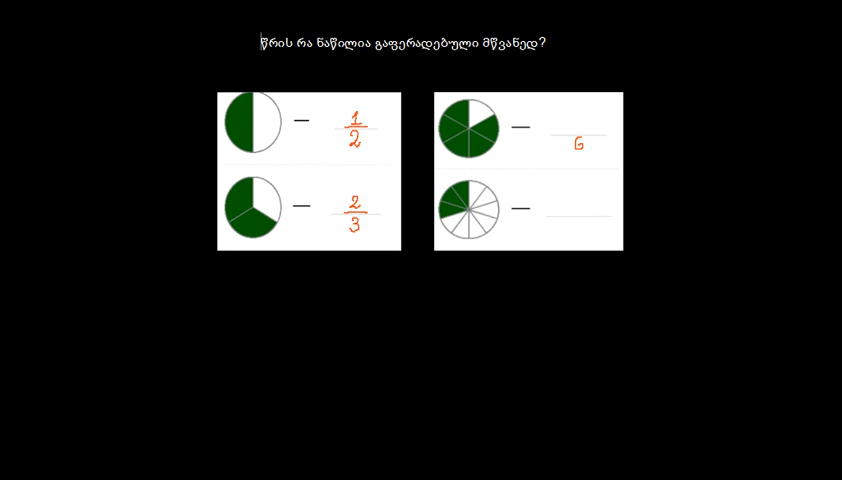 წრის რა ნაწილია გაფერადებული მწვანედ?
— 1/2
— 2/3
— 6
—